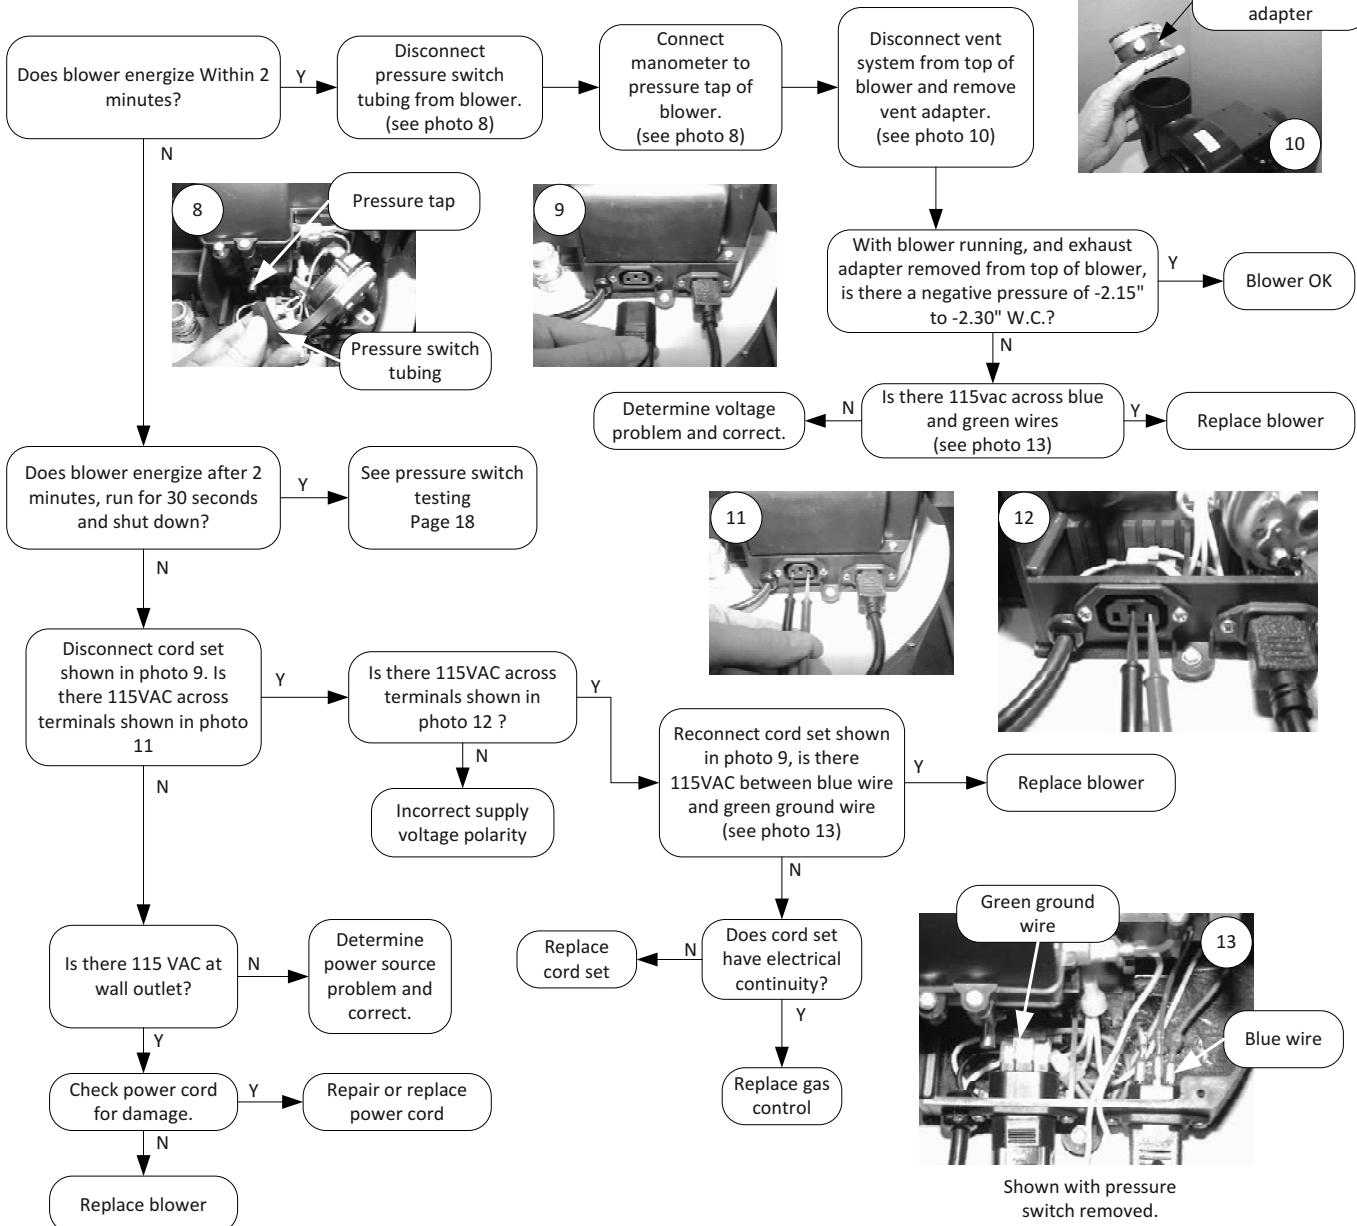 adapter
10
Does blower energize Within 2
minutes?
Y
N
Disconnect
pressure switch
tubing from blower.
(see photo 8)
Connect
manometer to
pressure tap of
blower.
(see photo 8)
Disconnect vent
system from top of
blower and remove
vent adapter.
(see photo 10)
8
Pressure tap
Pressure switch
tubing
9
With blower running, and exhaust
adapter removed from top of blower,
is there a negative pressure of -2.15"
to -2.30" W.C.?
Y
Blower OK
N
Is there 115vac across blue
and green wires
(see photo 13)
N
Determine voltage
problem and correct.
Y
Replace blower
Does blower energize after 2
minutes, run for 30 seconds
and shut down?
Y
See pressure switch
testing
Page 18
N
11
12
Disconnect cord set
shown in photo 9. Is
there 115VAC across
terminals shown in photo
11
Y
Is there 115VAC across
terminals shown in
photo 12 ?
Y
N
Incorrect supply
voltage polarity
Reconnect cord set shown
in photo 9, is there
115VAC between blue wire
and green ground wire
(see photo 13)
Y
Replace blower
N
Does cord set
have electrical
continuity?
N
Replace
cord set
Y
Replace gas
control
N
Is there 115 VAC at
wall outlet?
N
Determine
power source
problem and
correct.
Y
Check power cord
for damage.
Y
Repair or replace
power cord
N
Replace blower
Green ground
wire
13
Blue wire
Shown with pressure
switch removed.